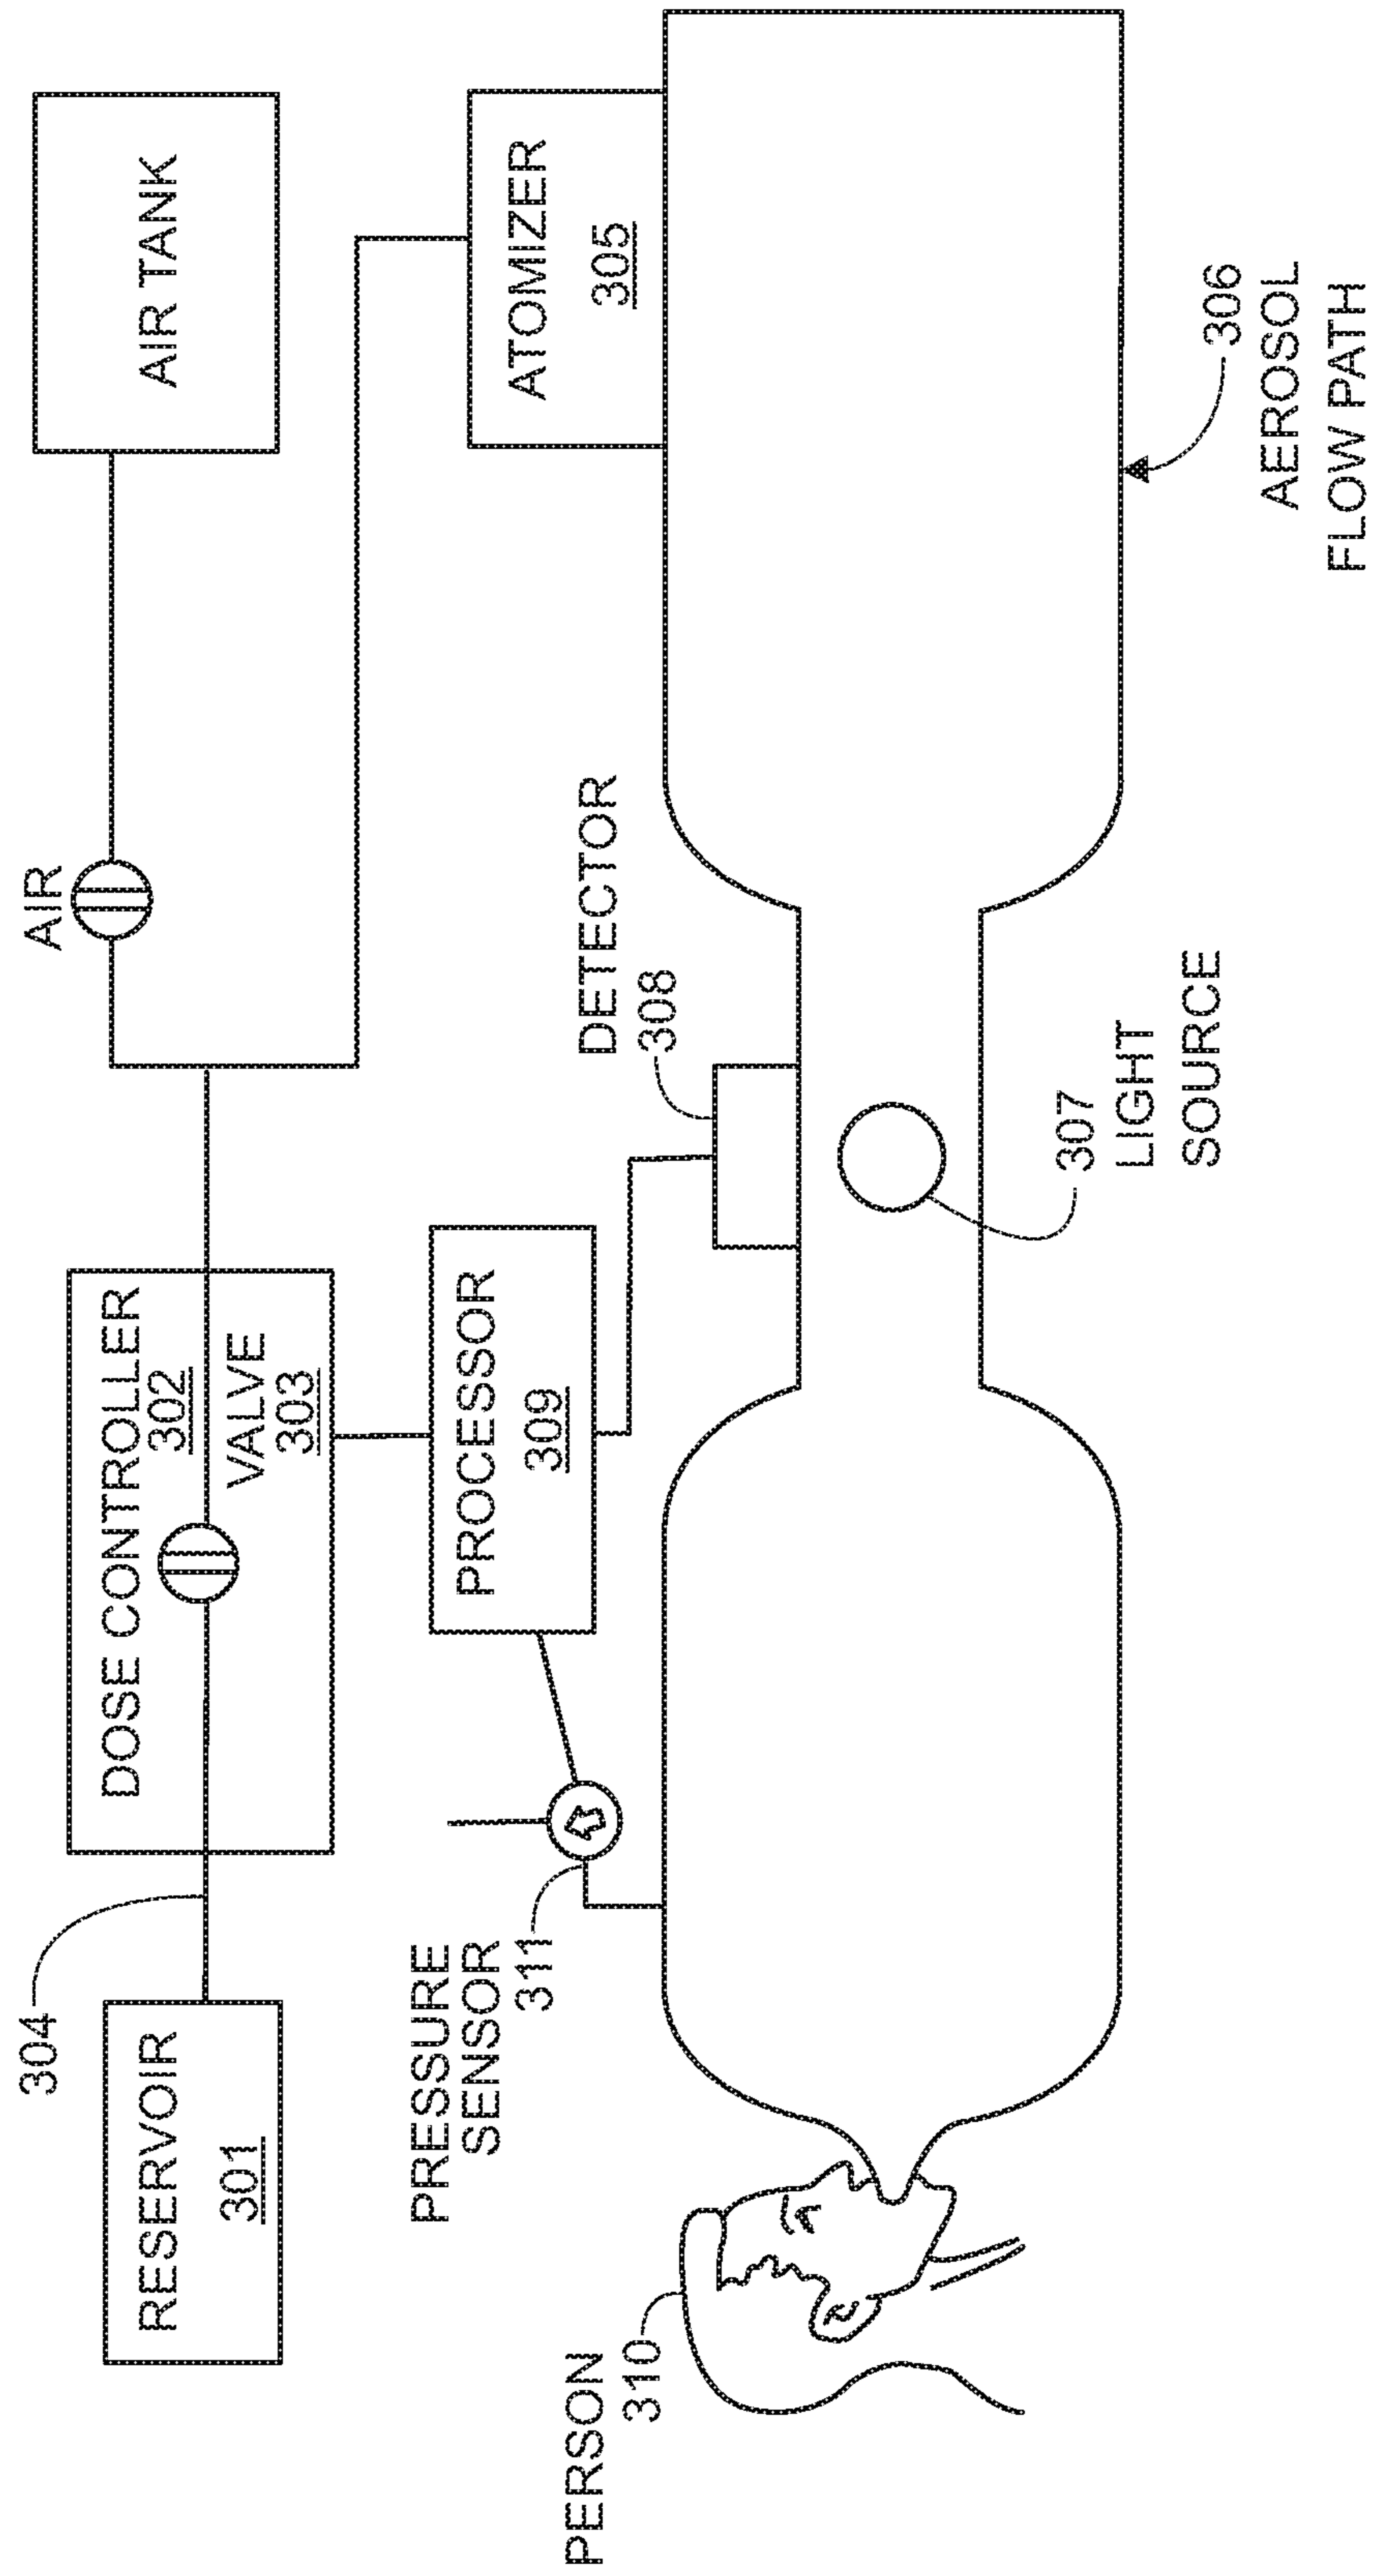 304
RESERVOIR
301
DOSE CONTROLLER
302
VALVE
303
AIR
AIR TANK
PRESSURE
SENSOR
311
PROCESSOR
309
DETECTOR
308
ATOMIZER
305
PERSON
310
307
LIGHT
SOURCE
306
AEROSOL
FLOW PATH